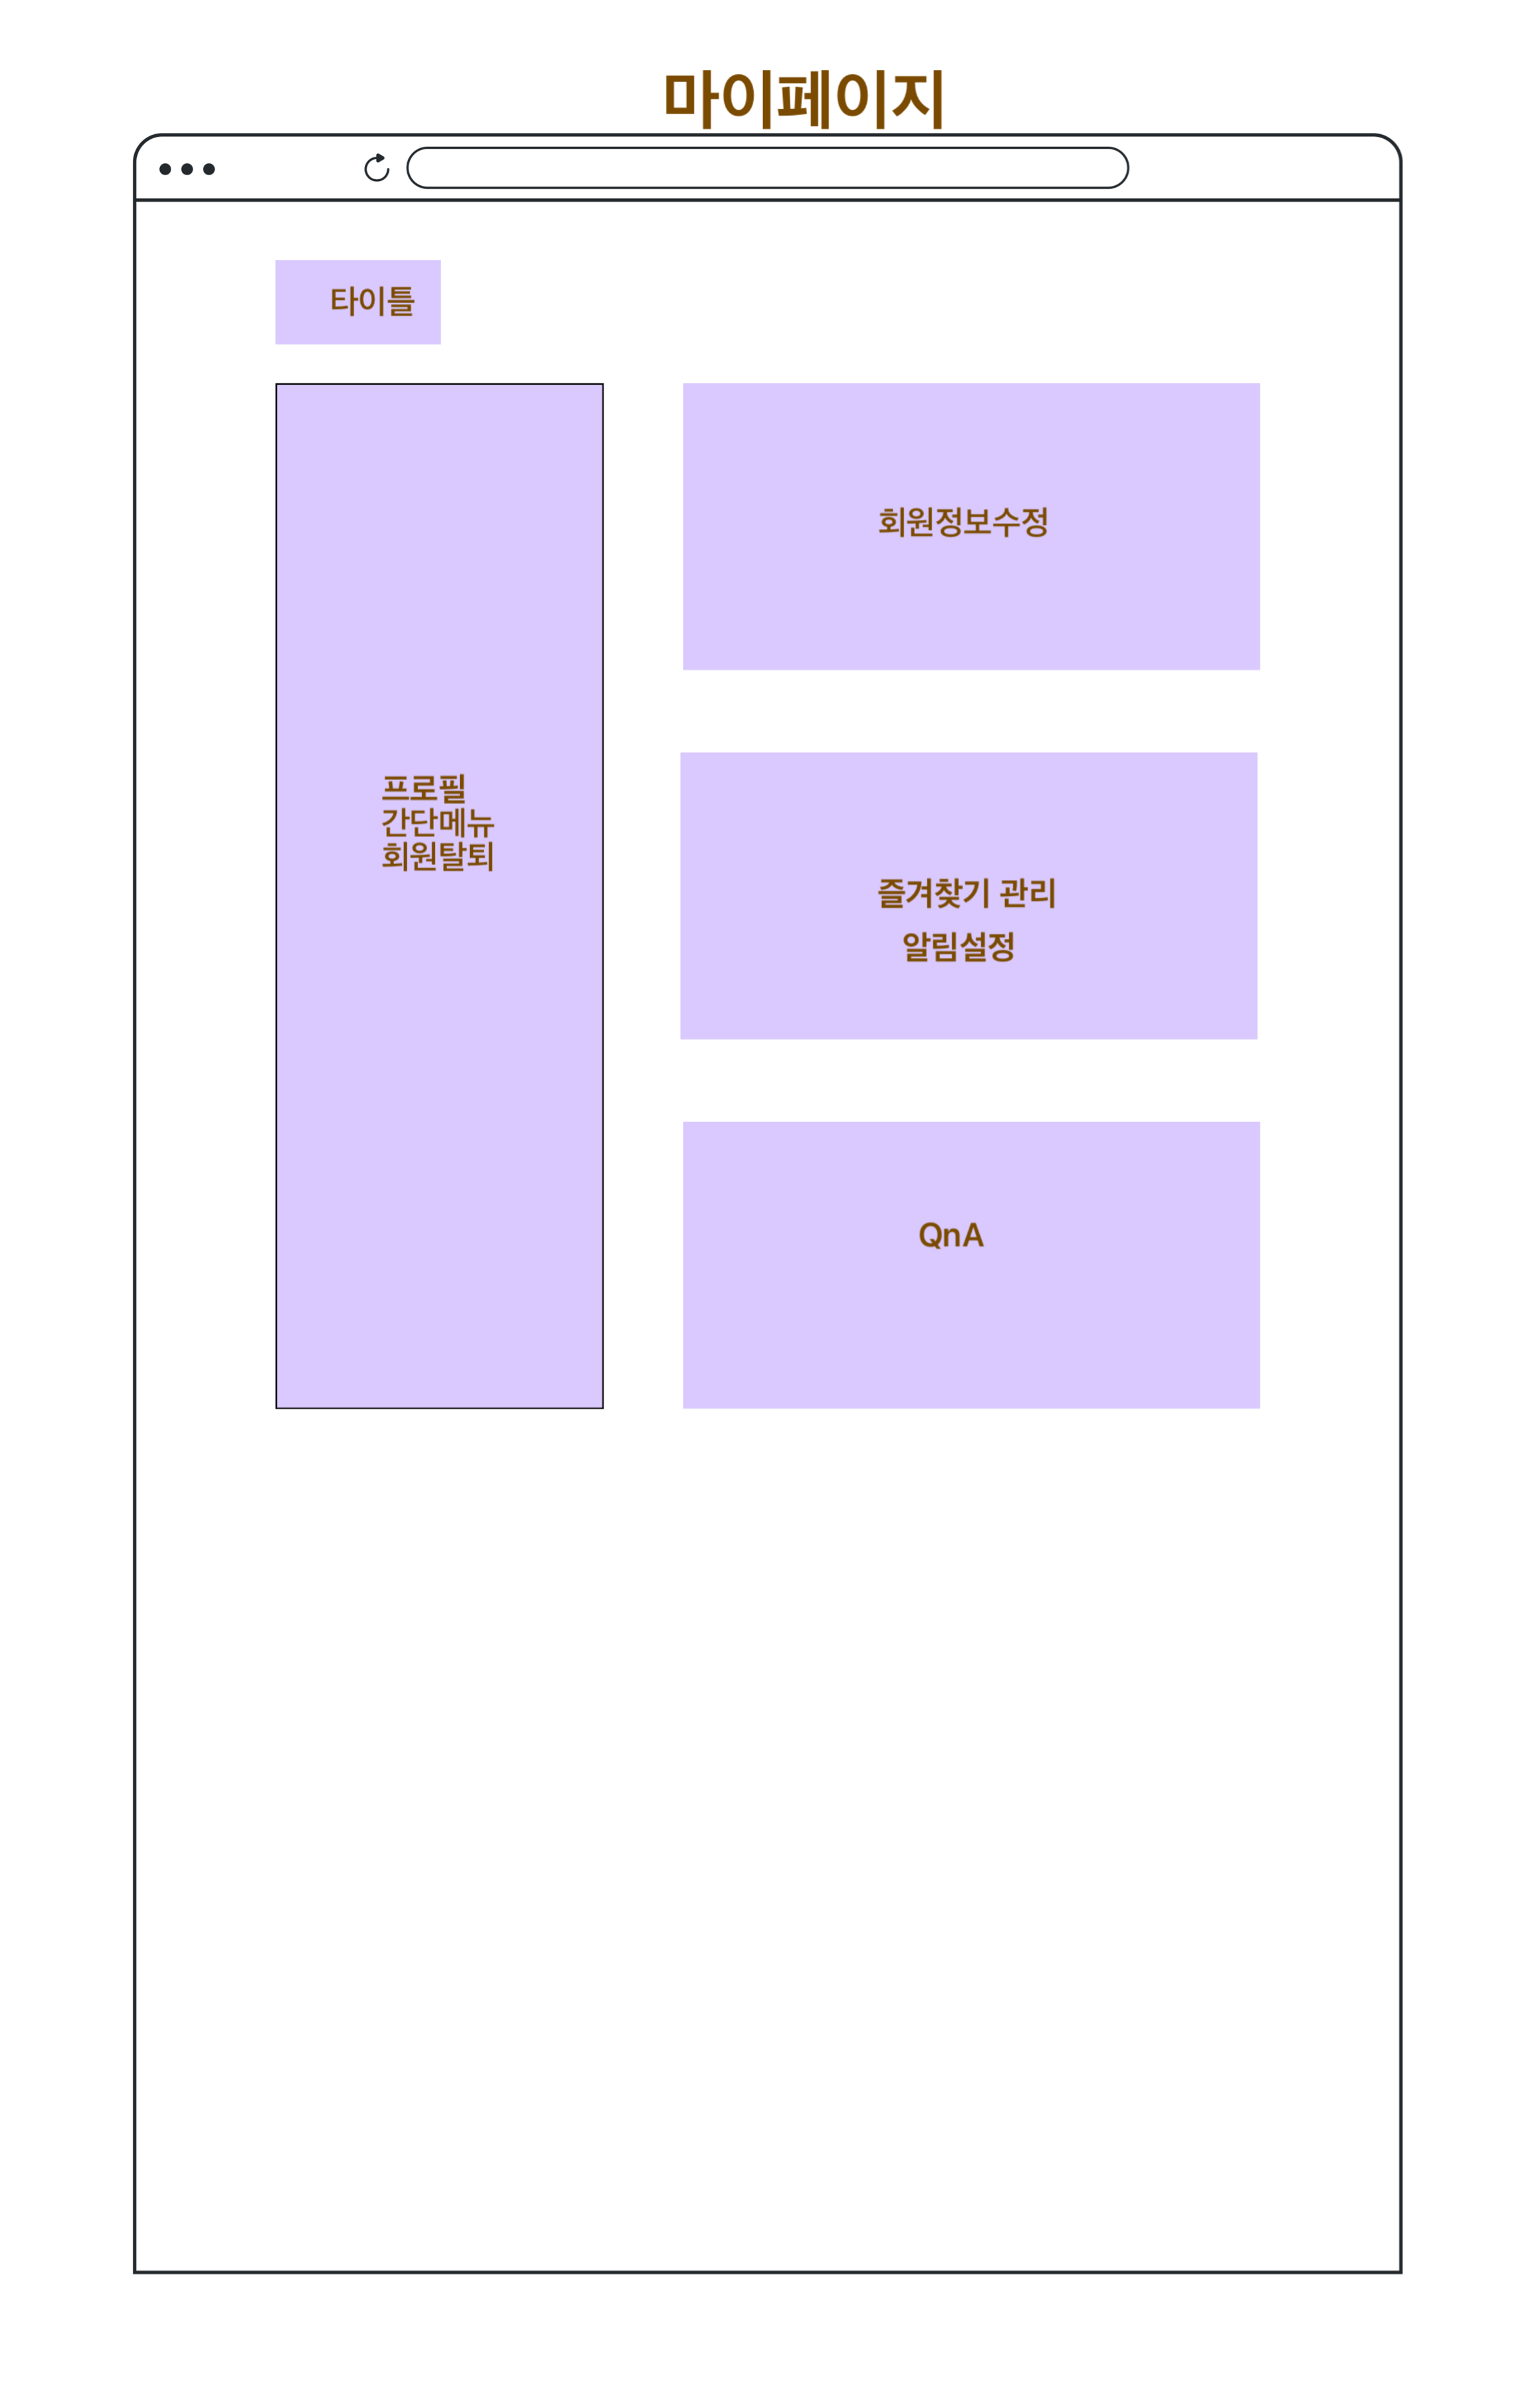 마이페이지
타이틀
회원정보수정
프로필
간단메뉴
회원탈퇴
즐겨찾기 관리
알림설정
QnA